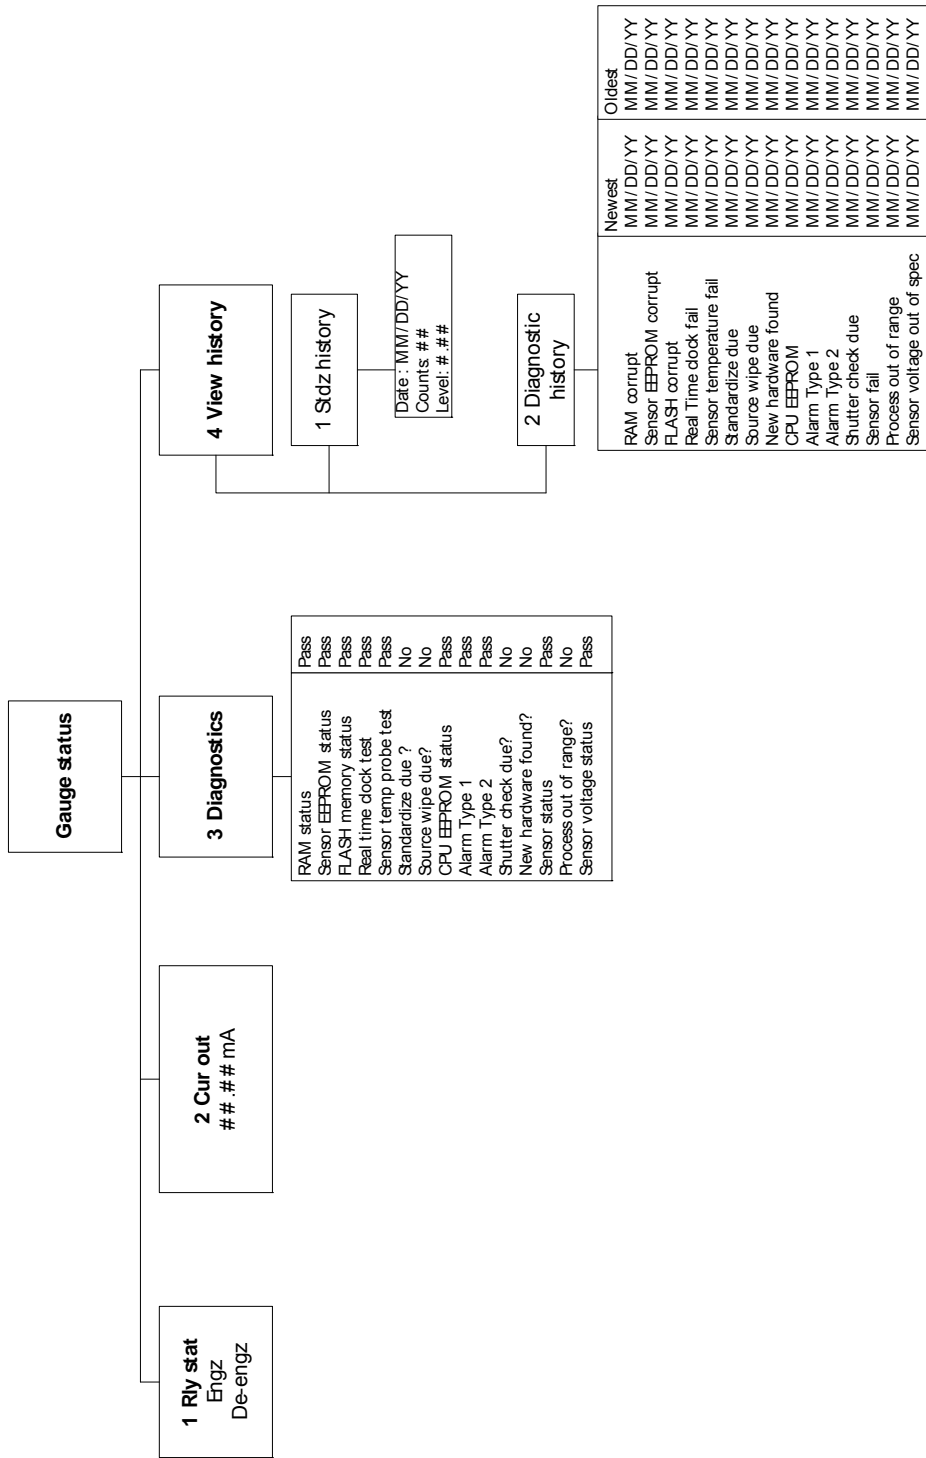 Gauge status
1 Rly stat
Engz
De-engz
2 Cur out
##.## mA
3 Diagnostics
RAM status Pass
Sensor EEPROM status Pass
FLASH memory status Pass
Real time clock test Pass
Sensor temp probe test Pass
Standardize due ? No
Source wipe due? No
CPU EEPROM status Pass
Alarm Type 1 Pass
Alarm Type 2 Pass
Shutter check due? No
New hardware found? No
Sensor status Pass
Process out of range? No
Sensor voltage status Pass
4 View history
1 Stdz history
Date : MM/DD/YY
Counts: ##
Level: #.##
2 Diagnostic
history
Newest Oldest
RAM corrupt MM/DD/YY MM/DD/YY
Sensor EEPROM corrupt MM/DD/YY MM/DD/YY
FLASH corrupt MM/DD/YY MM/DD/YY
Real Time clock fail MM/DD/YY MM/DD/YY
Sensor temperature fail MM/DD/YY MM/DD/YY
Standardize due MM/DD/YY MM/DD/YY
Source wipe due MM/DD/YY MM/DD/YY
New hardware found MM/DD/YY MM/DD/YY
CPU EEPROM MM/DD/YY MM/DD/YY
Alarm Type 1 MM/DD/YY MM/DD/YY
Alarm Type 2 MM/DD/YY MM/DD/YY
Shutter check due MM/DD/YY MM/DD/YY
Sensor fail MM/DD/YY MM/DD/YY
Process out of range MM/DD/YY MM/DD/YY
Sensor voltage out of spec MM/DD/YY MM/DD/YY